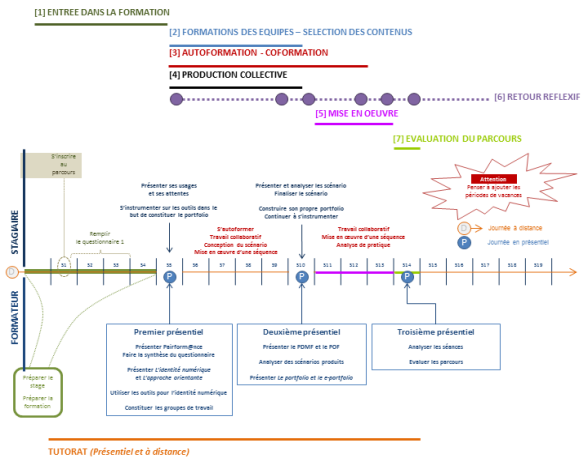 [1] ENTREE DANS LA FORMATION
[2] FORMATIONS DES EQUIPES – SELECTION DES CONTENUS
[3] AUTOFORMATION - COFORMATION
[4] PRODUCTION COLLECTIVE
[6] RETOUR REFLEXIF
[5] MISE EN OEUVRE
[7] EVALUATION DU PARCOURS
S'inscrire
au
parcours
Attention
Penser à ajouter les
périodes de vacances
Présenter ses usages
et ses attentes
S'instrumenter sur les outils dans le
but de constituer le portfolio
Présenter et analyser les scénario
Finaliser le scénario
Construire son propre portfolio
Continuer à s'instrumenter
STAGIAIRE
Remplir
le questionnaire 1
S'autoformer
Travail collaboratif
Conception du scénario
Mise en œuvre d'une séquence
Travail collaboratif
Mise en œuvre d'une séquence
Analyse de pratique
D
Journée à distance
P
Journée en présentiel
D
S1
S2
S3
S4
S5
S6
S7
S8
S9
S10
S11
S12
S13
S14
S15
S16
S17
S18
S19
P
P
P
FORMATEUR
Premier présentiel
Présenter Pairform@nce
Faire la synthèse du questionnaire
Présenter L'identité numérique
et L'approche orientante
Utiliser les outils pour l'identité numérique
Constituer les groupes de travail
Deuxième présentiel
Présenter le PDMF et le POF
Analyser des scénarios produits
Présenter Le portfolio et le e-portfolio
Troisième présentiel
Analyser les séances
Evaluer les parcours
Préparer le
stage
Préparer la
formation
TUTORAT (Présentiel et à distance)